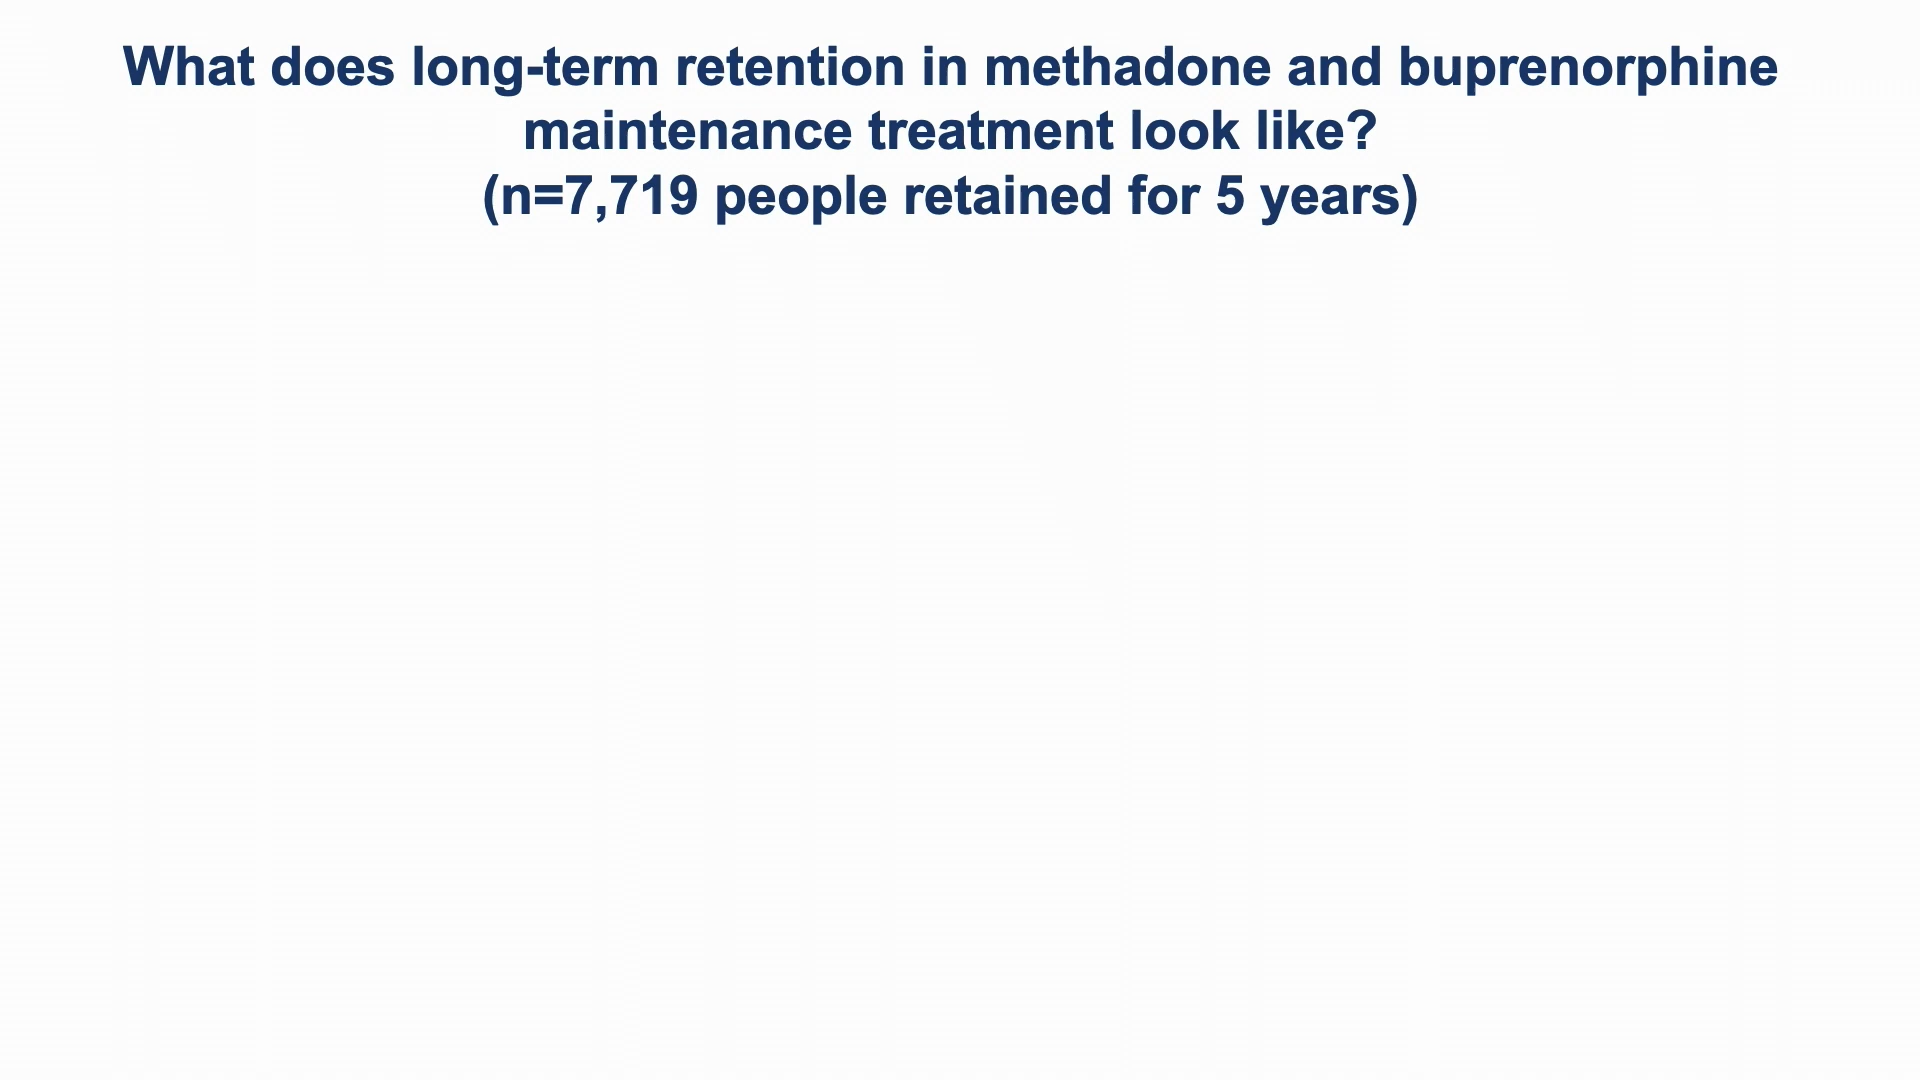 What does long-term retention in methadone and buprenorphine
maintenance treatment look like?
(n=7,719 people retained for 5 years)